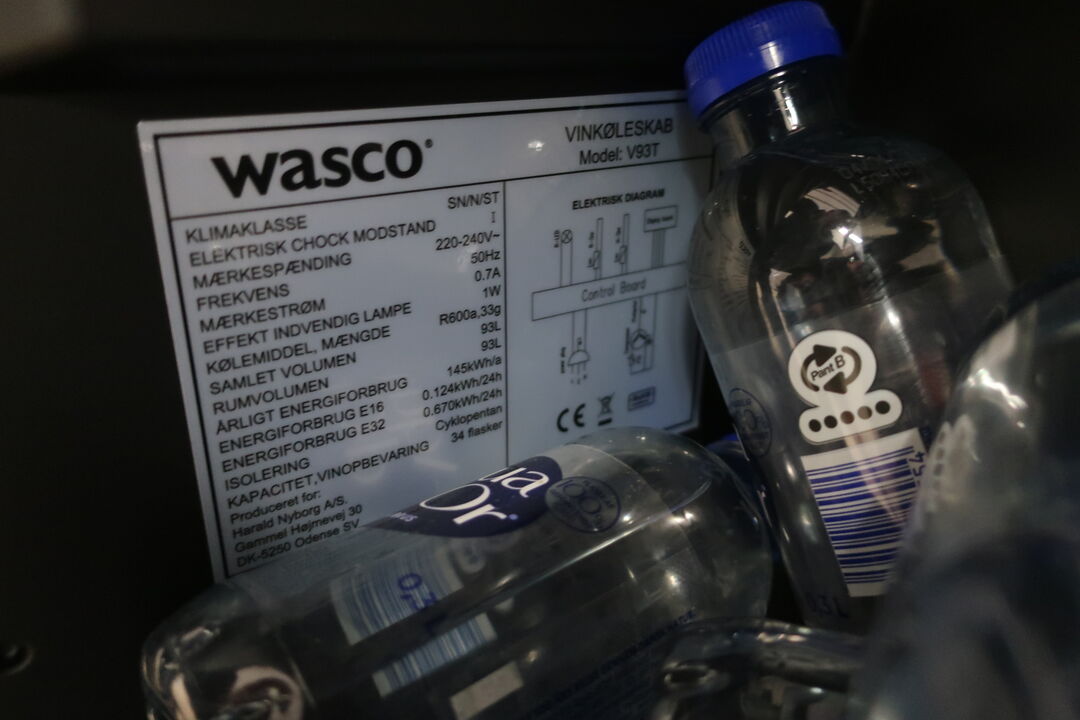 wasco®
VINKØLESKAB
Model: V93T
KLIMAKLASSE SN/N/ST
ELEKTRISK CHOCK MODSTAND I
MÆRKESPÆNDING 220-240V~
FREKVENS 50Hz
MÆRKESTRØM 0.7A
EFFEKT INDVENDIG LAMPE 1W
KØLEMIDDEL, MÆNGDE R600a,33g
SAMLET VOLUMEN 93L
RUMVOLUMEN 93L
ÅRLIGT ENERGIFORBRUG 145kWh/a
ENERGIFORBRUG E16 0.124kWh/24h
ENERGIFORBRUG E32 0.670kWh/24h
ISOLERING Cyklopentan
KAPACITET,VINOPBEVARING 34 flasker
Produceret for:
Harald Nyborg A/S.
Gammel Højmevej 30
DK-5250 Odense SV
ELEKTRISK DIAGRAM
Control Board
CE
Pant B
D'Or®